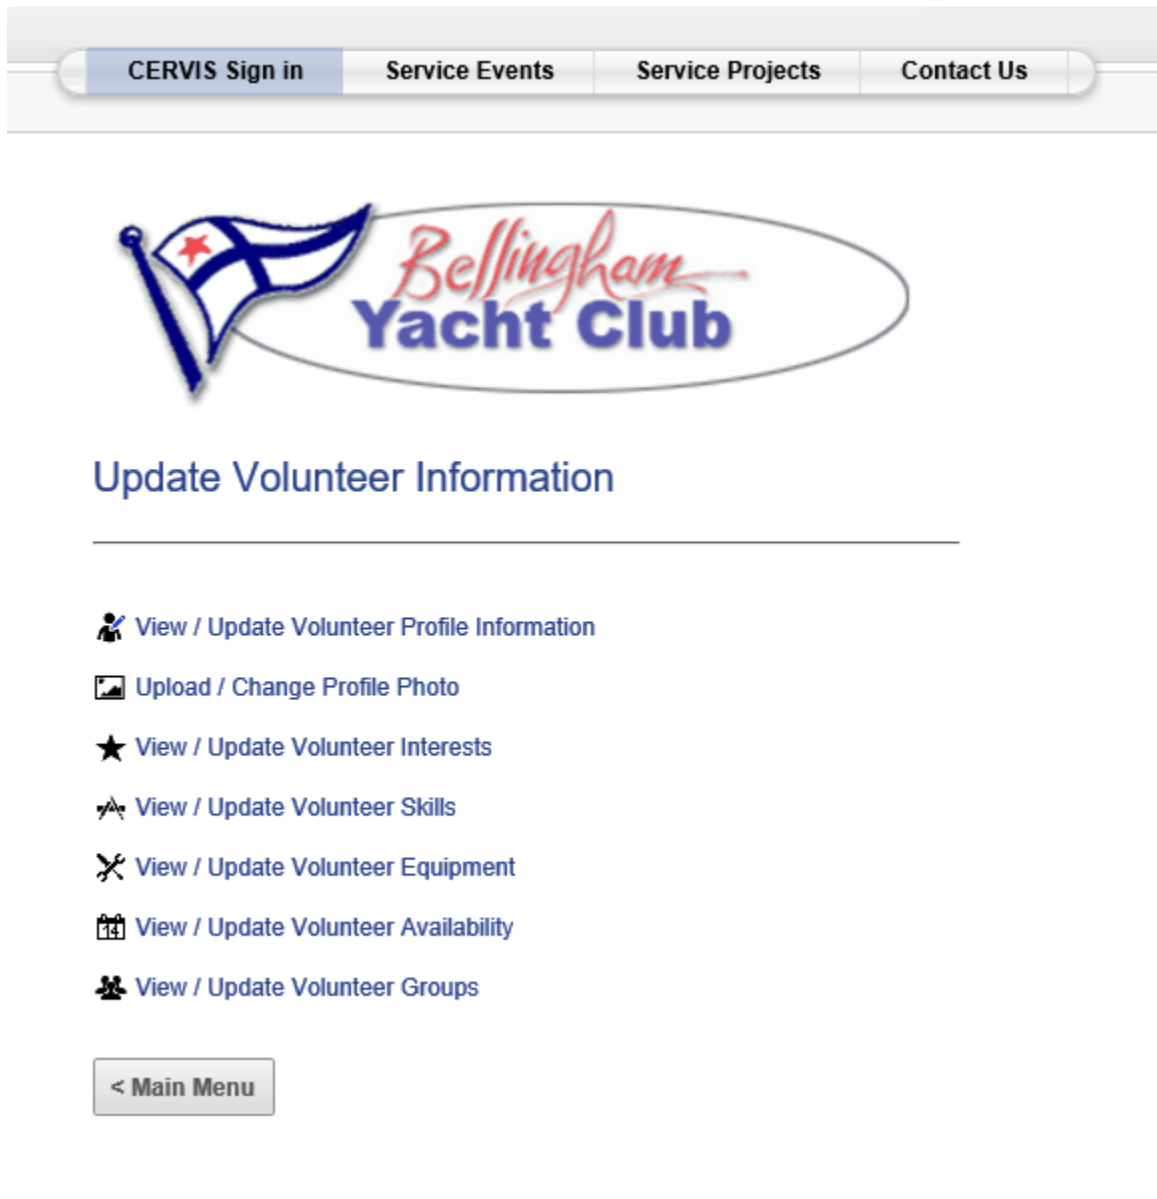 CERVIS Sign in Service Events Service Projects Contact Us
Bellingham
Yacht Club
Update Volunteer Information
View / Update Volunteer Profile Information
Upload / Change Profile Photo
View / Update Volunteer Interests
View / Update Volunteer Skills
View / Update Volunteer Equipment
14 View / Update Volunteer Availability
View / Update Volunteer Groups
< Main Menu